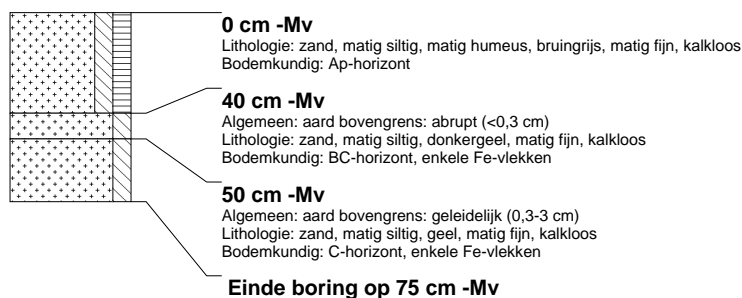 0 cm -Mv
Lithologie: zand, matig siltig, matig humeus, bruingrijs, matig fijn, kalkloos
Bodemkundig: Ap-horizont
40 cm -Mv
Algemeen: aard bovengrens: abrupt (<0,3 cm)
Lithologie: zand, matig siltig, donkergeel, matig fijn, kalkloos
Bodemkundig: BC-horizont, enkele Fe-vlekken
50 cm -Mv
Algemeen: aard bovengrens: geleidelijk (0,3-3 cm)
Lithologie: zand, matig siltig, geel, matig fijn, kalkloos
Bodemkundig: C-horizont, enkele Fe-vlekken
Einde boring op 75 cm -Mv